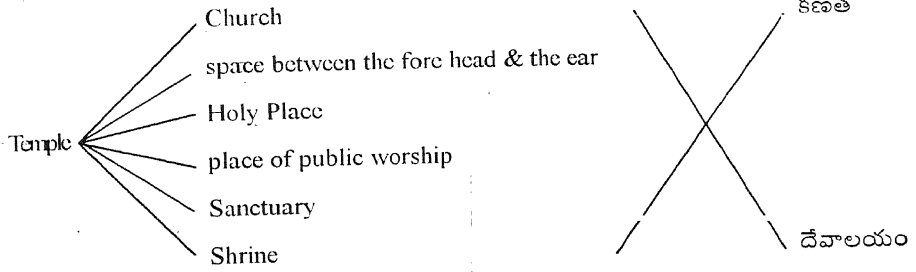 Church
కణత
space between the fore head & the ear
Holy Place
Temple
place of public worship
Sanctuary
దేవాలయం
Shrine